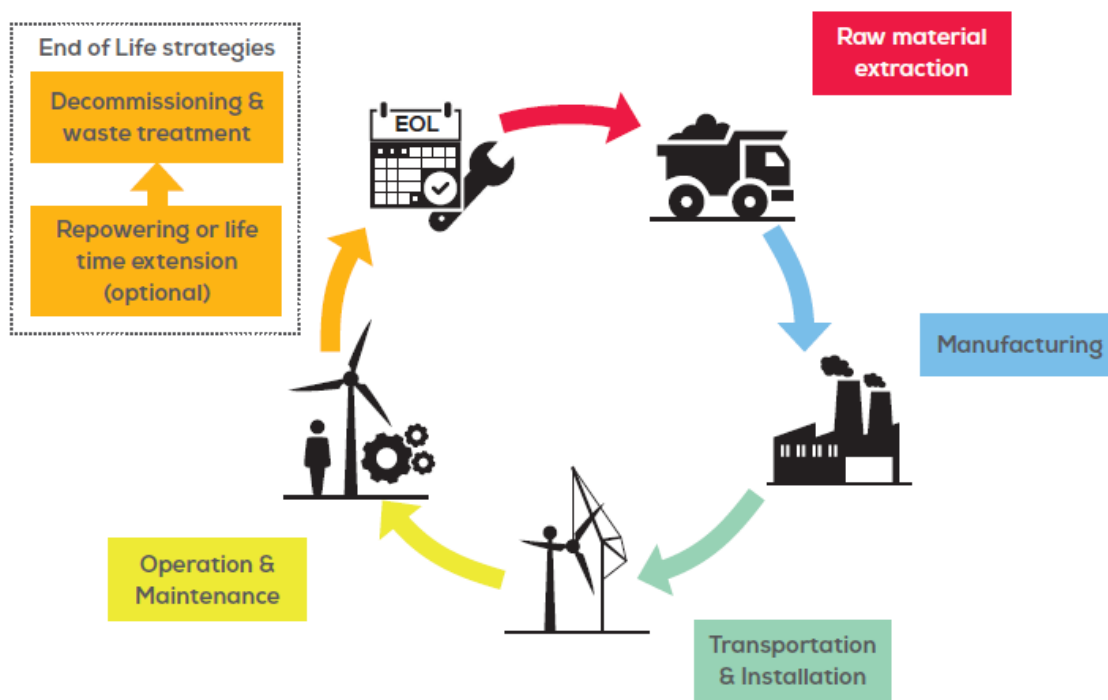 End of Life strategies
Decommissioning &
waste treatment
Repowering or life
time extension
(optional)
EOL
Raw material
extraction
Manufacturing
Transportation
& Installation
Operation &
Maintenance